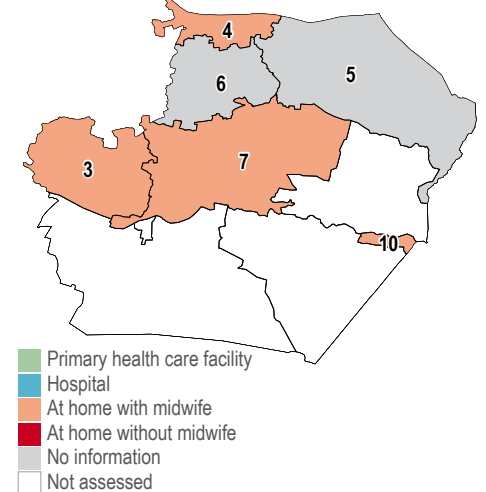 4
6
5
3
7
10
Primary health care facility
Hospital
At home with midwife
At home without midwife
No information
Not assessed